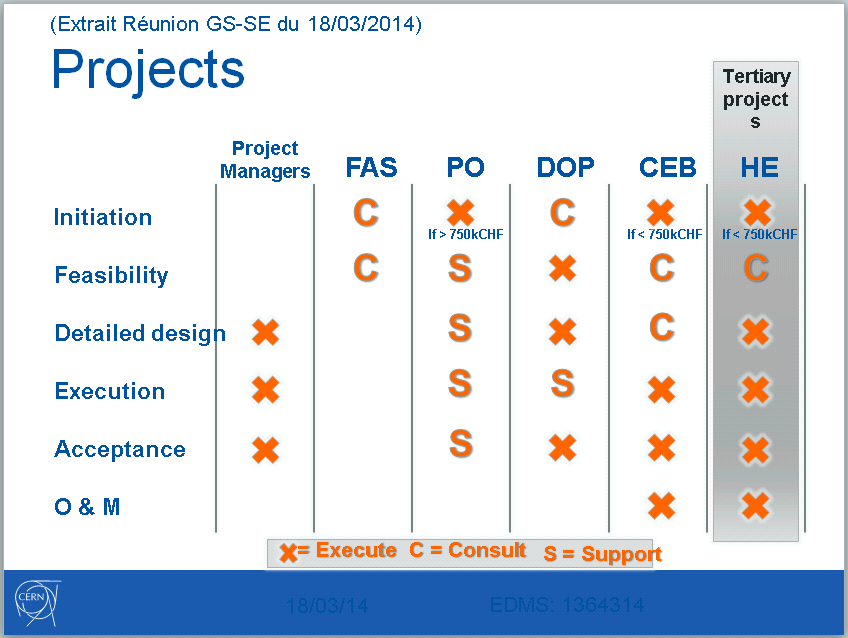 (Extrait Réunion GS-SE du 18/03/2014)
Projects
Tertiary
project
s
Project
Managers
FAS PO DOP CEB HE
Initiation C ✖ C ✖ ✖
If > 750kCHF If < 750kCHF If < 750kCHF
Feasibility C S ✖ C C
Detailed design ✖ S ✖ C ✖
Execution ✖ S S ✖ ✖
Acceptance ✖ S ✖ ✖ ✖
O & M ✖ ✖
✖= Execute C = Consult S = Support
CERN
18/03/14 EDMS: 1364314